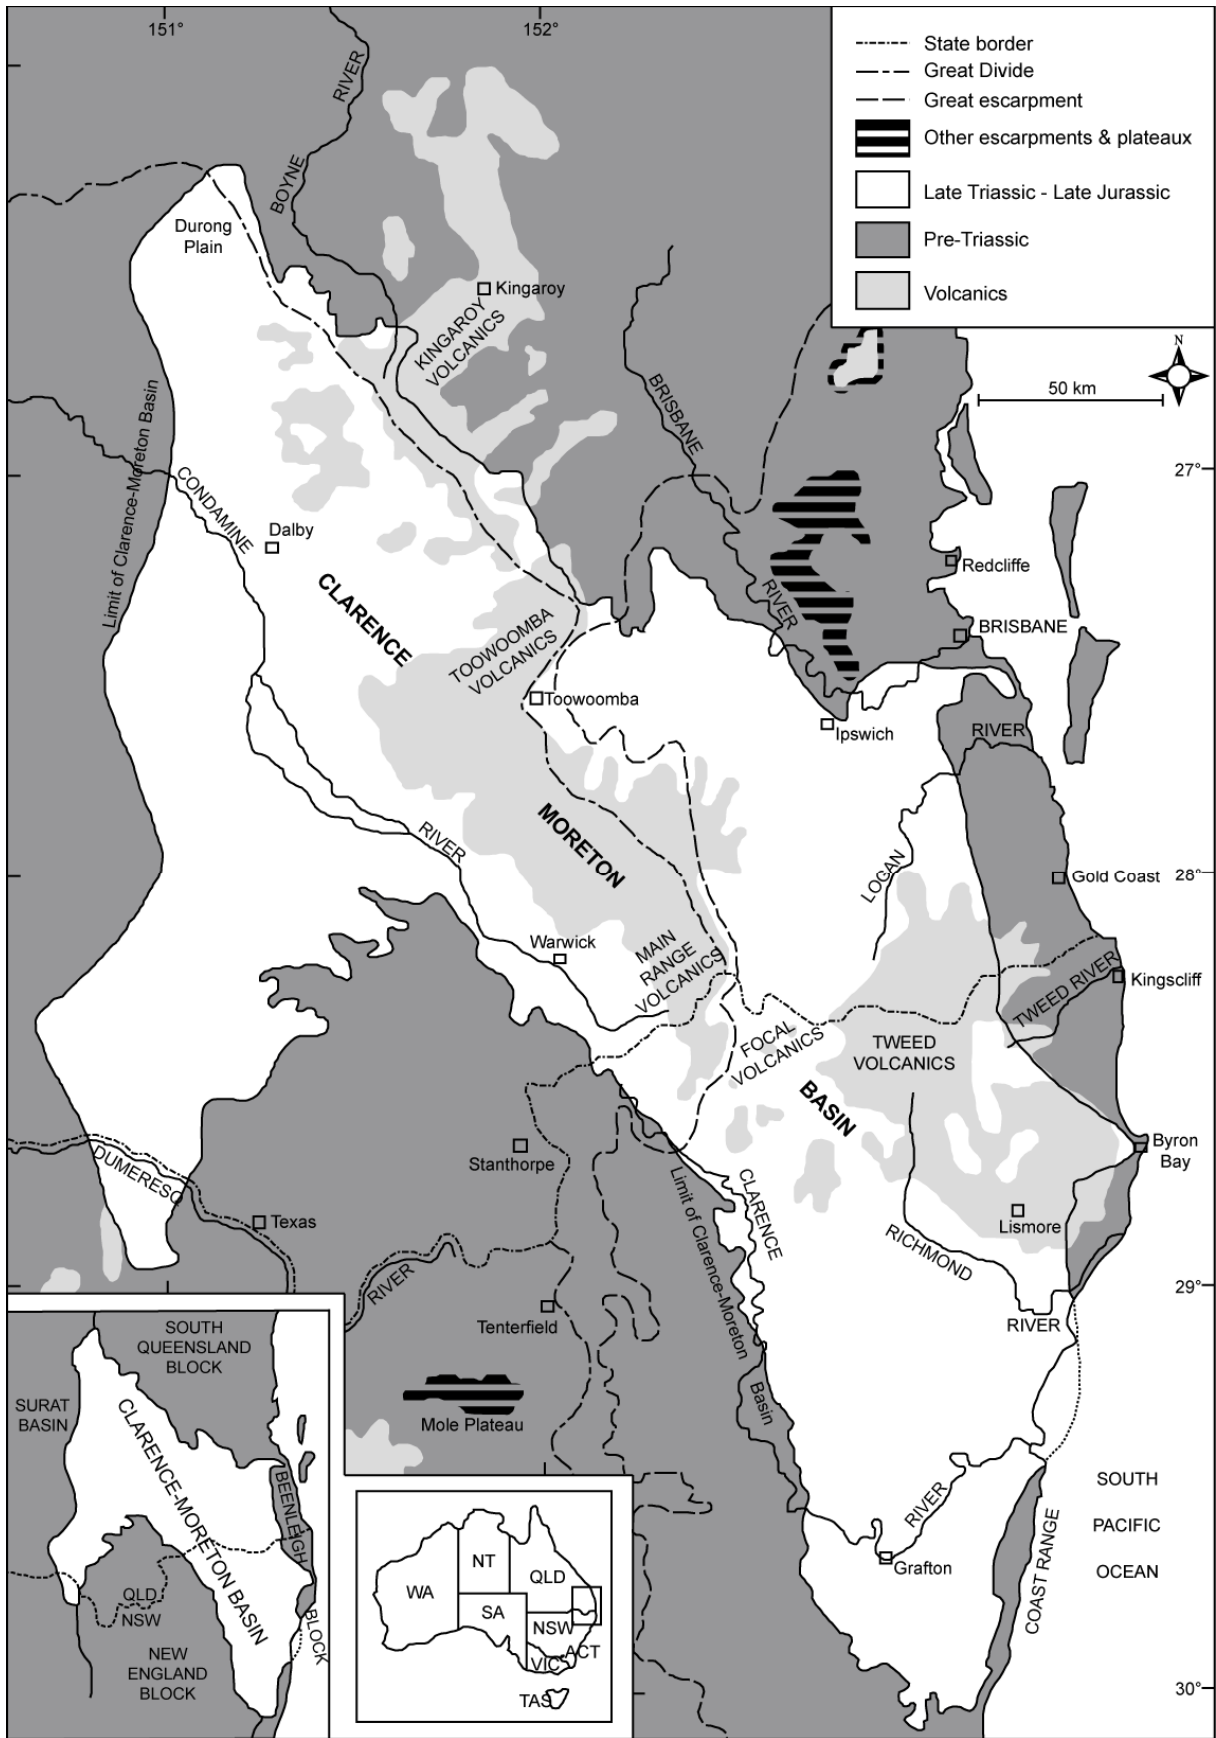 151°
152°
State border
Great Divide
Great escarpment
Other escarpments & plateaux
Late Triassic - Late Jurassic
Pre-Triassic
Volcanics
N
50 km
BOYNE
RIVER
Durong
Plain
Kingaroy
KINGAROY
VOLCANICS
BRISBANE
RIVER
27°
Limit of Clarence-Moreton Basin
CONDAMINE
RIVER
Dalby
Redcliffe
BRISBANE
CLARENCE
MORETON
BASIN
TOOWOOMBA
VOLCANICS
Toowoomba
Ipswich
RIVER
LOGAN
Gold Coast
28°
Warwick
MAIN
RANGE
VOLCANICS
Kingscliff
TWEED RIVER
FOCAL
VOLCANICS
TWEED
VOLCANICS
Stanthorpe
Byron
Bay
DUMERESQ
RIVER
Texas
Limit of Clarence-Moreton
Basin
CLARENCE
RIVER
Lismore
RICHMOND
RIVER
29°
Tenterfield
Mole Plateau
Grafton
COAST RANGE
SOUTH
PACIFIC
OCEAN
30°
SOUTH
QUEENSLAND
BLOCK
SURAT
BASIN
CLARENCE-MORETON BASIN
BEENLEIGH
BLOCK
QLD
NSW
NEW
ENGLAND
BLOCK
NT
QLD
WA
SA
NSW
ACT
VIC
TAS